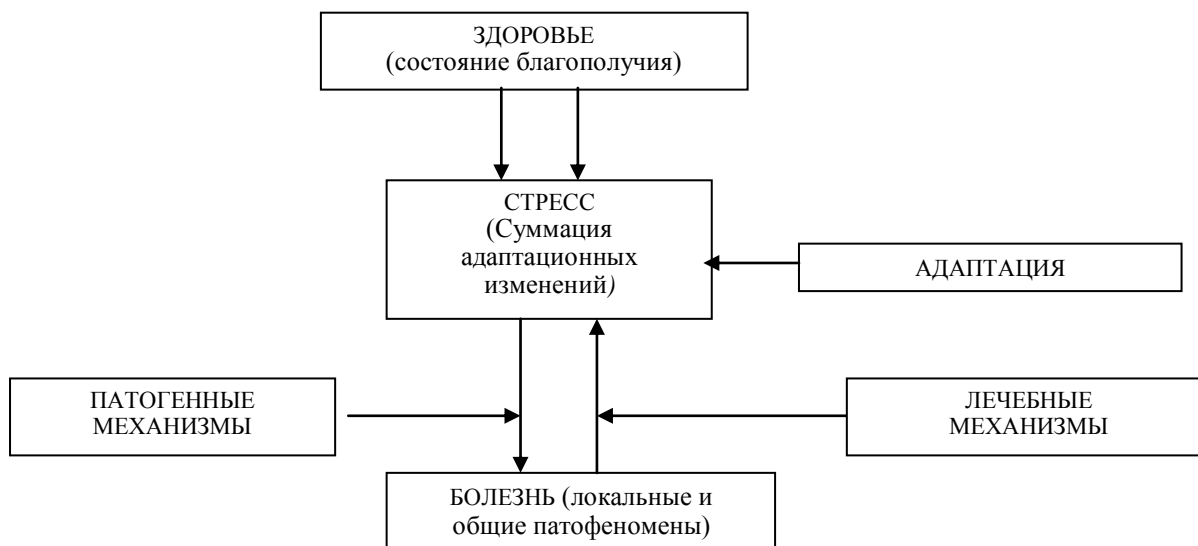 ЗДОРОВЬЕ
(состояние благополучия)
СТРЕСС
(Суммация
адаптационных
изменений)
АДАПТАЦИЯ
ПАТОГЕННЫЕ
МЕХАНИЗМЫ
ЛЕЧЕБНЫЕ
МЕХАНИЗМЫ
БОЛЕЗНЬ (локальные и
общие патофеномены)